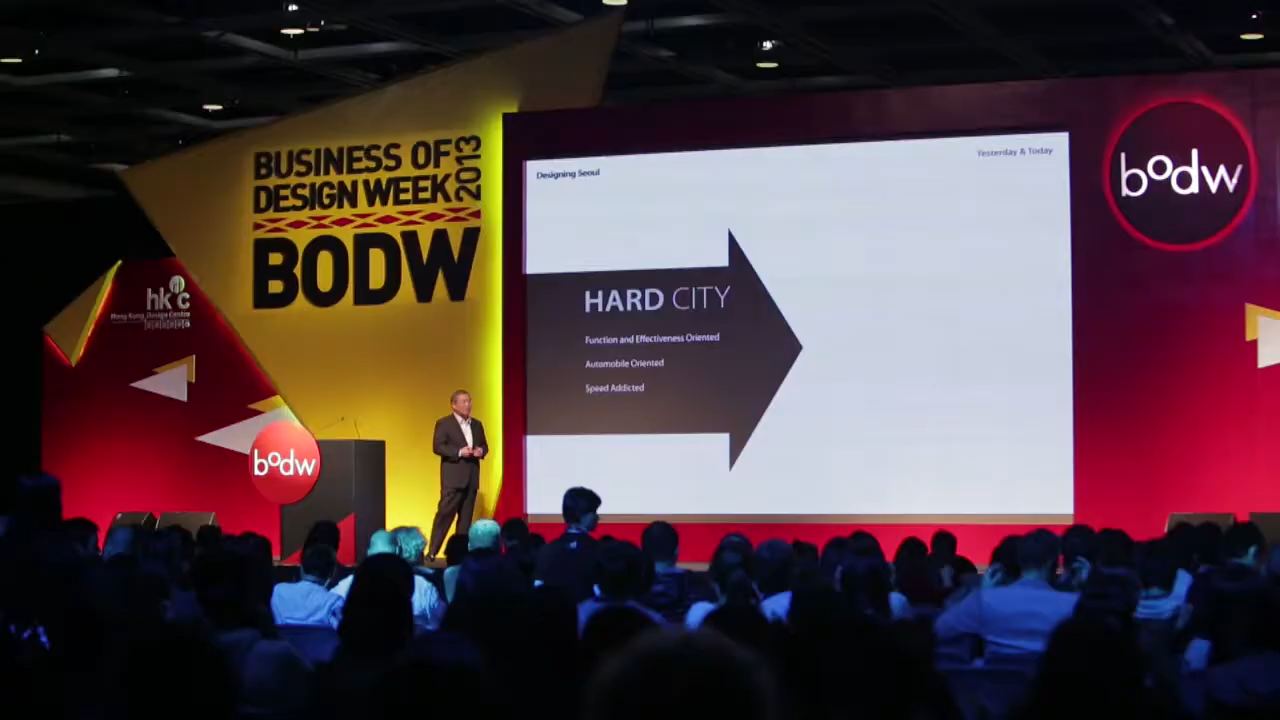 BUSINESS OF
DESIGN WEEK
2013
BODW
hk:c
Hong Kong Design Centre
bodw
Designing Seoul
Yesterday & Today
HARD CITY
Function and Effectiveness Oriented
Automobile Oriented
Speed Addicted
bodw